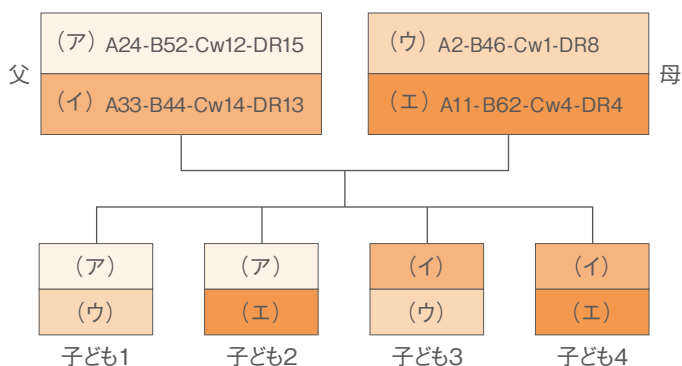 父
（ア）A24-B52-Cw12-DR15
（イ）A33-B44-Cw14-DR13
（ウ）A2-B46-Cw1-DR8
（エ）A11-B62-Cw4-DR4
母
（ア）
（ウ）
子ども1
（ア）
（エ）
子ども2
（イ）
（ウ）
子ども3
（イ）
（エ）
子ども4